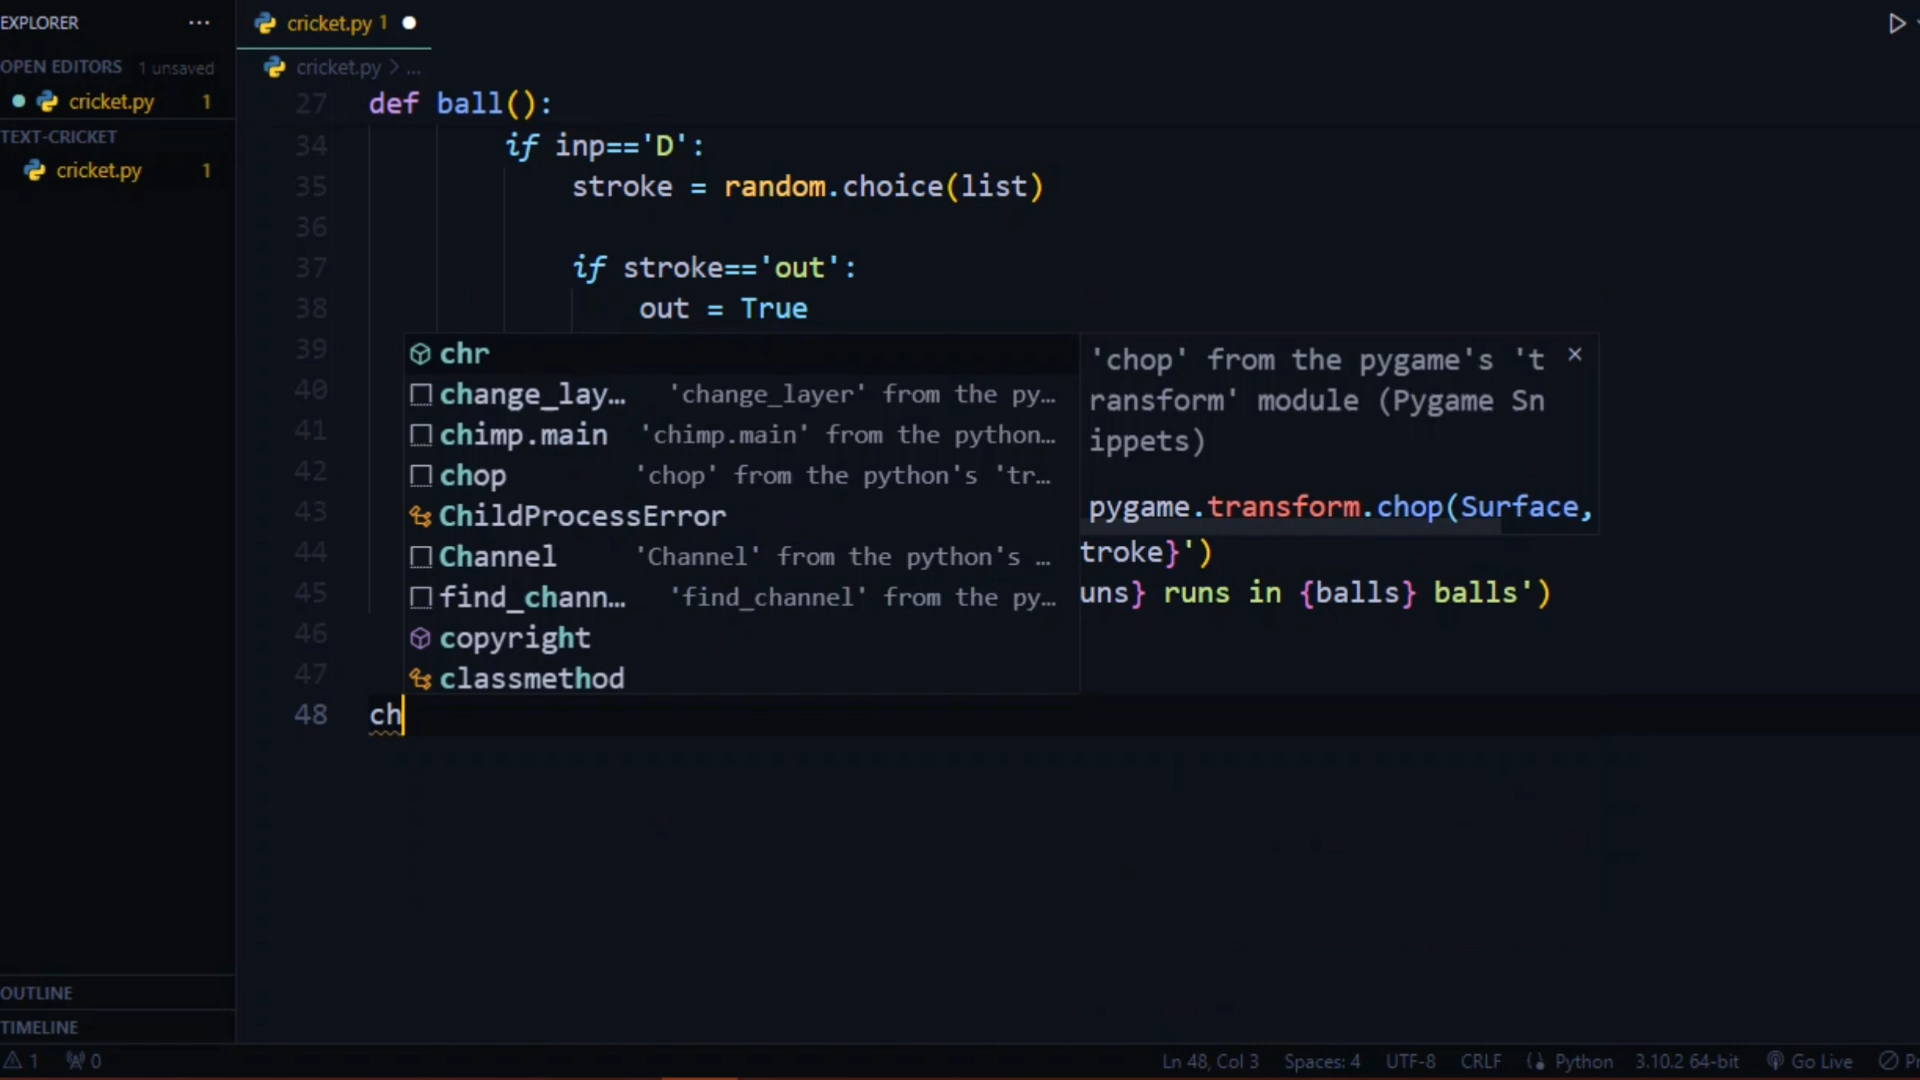 EXPLORER ...
cricket.py 1
OPEN EDITORS 1 unsaved
cricket.py > ...
cricket.py 1
TEXT-CRICKET
cricket.py 1
27 def ball():
34 if inp=='D':
35 stroke = random.choice(list)
36
37 if stroke=='out':
38 out = True
39
40
41
42
43
44 troke}')
45 uns} runs in {balls} balls')
46
47
48 ch
chr
change_lay… 'change_layer' from the py…
chimp.main 'chimp.main' from the python…
chop 'chop' from the python's 'tr…
ChildProcessError
Channel 'Channel' from the python's …
find_chann… 'find_channel' from the py…
copyright
classmethod
'chop' from the pygame's 't
ransform' module (Pygame Sn
ippets)
pygame.transform.chop(Surface,
OUTLINE
TIMELINE
1 0 Ln 48, Col 3 Spaces: 4 UTF-8 CRLF Python 3.10.2 64-bit Go Live